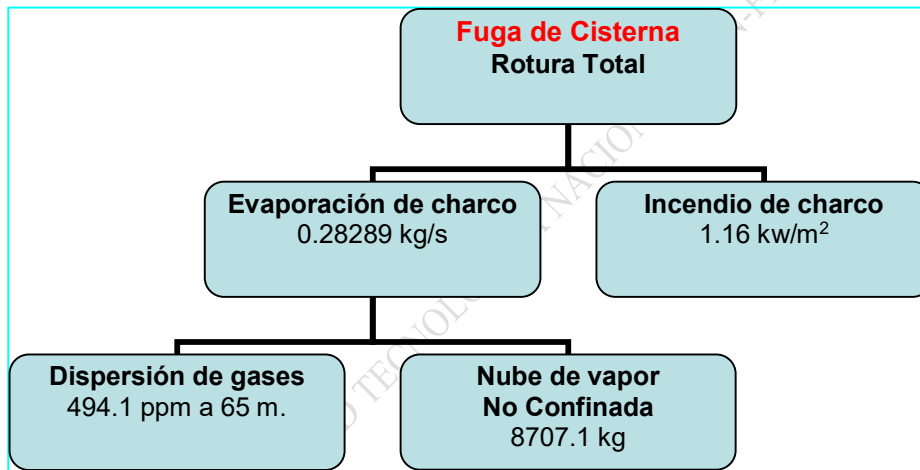 Fuga de Cisterna
Rotura Total
Evaporación de charco
0.28289 kg/s
Incendio de charco
1.16 kw/m²
Dispersión de gases
494.1 ppm a 65 m.
Nube de vapor
No Confinada
8707.1 kg